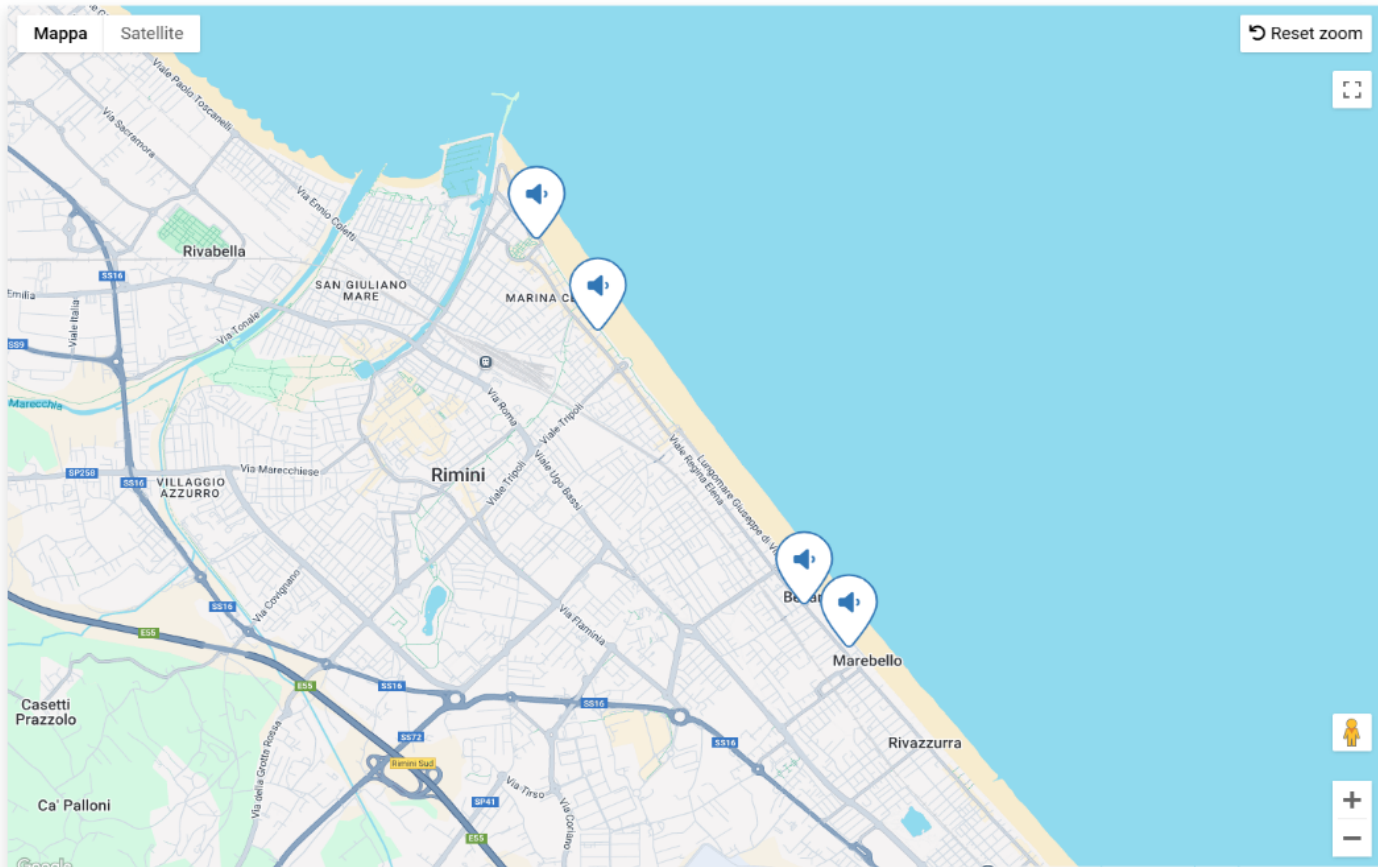 Mappa
Satellite
Reset zoom
Viale Paolo Toscanelli
Via Sacramora
Via Ennio Coletti
Rivabella
SS16
SAN GIULIANO
MARE
MARINA CE
Emilia
Viale Italia
Via Tonale
SS9
Marecchia
Via Roma
Viale Tripoli
Via Marecchiese
Rimini
Viale Tripoli
Viale Ugo Bassi
Viale Regina Elena
Lungomare Giuseppe di Vi
SP258
SS16
VILLAGGIO
AZZURRO
Via Covignano
SS16
E55
Via Flaminia
Marebello
E55
SS16
SS16
Casetti
Prazzolo
Via della Grotta Rossa
SS72
SS16
Rivazzurra
Rimini Sud
Via Tirso
Ca' Palloni
SP41
Via Coriano
E55
Google